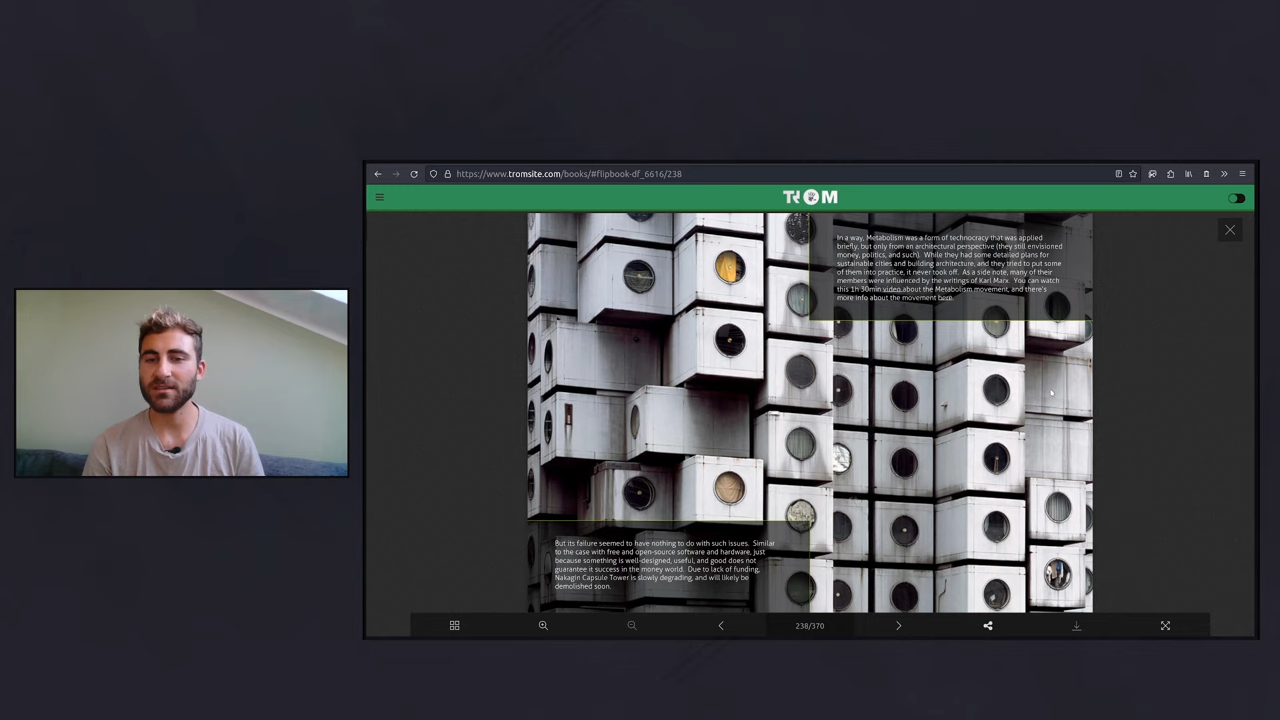 https://www.tromsite.com/books/#flipbook-df_6616/238
TROM
In a way, Metabolism was a form of technocracy that was applied
briefly, but only from an architectural perspective (they still envisioned
money, politics, and such). While they had some detailed plans for
sustainable cities and building architecture, and they tried to put some
of them into practice, it never took off. As a side note, many of their
members were influenced by the writings of Karl Marx. You can watch
this 1h 30min video about the Metabolism movement, and there's
more info about the movement here.
But its failure seemed to have nothing to do with such issues. Similar
to the case with free and open-source software and hardware, just
because something is well-designed, useful, and good does not
guarantee it success in the money world. Due to lack of funding,
Nakagin Capsule Tower is slowly degrading, and will likely be
demolished soon.
238/370